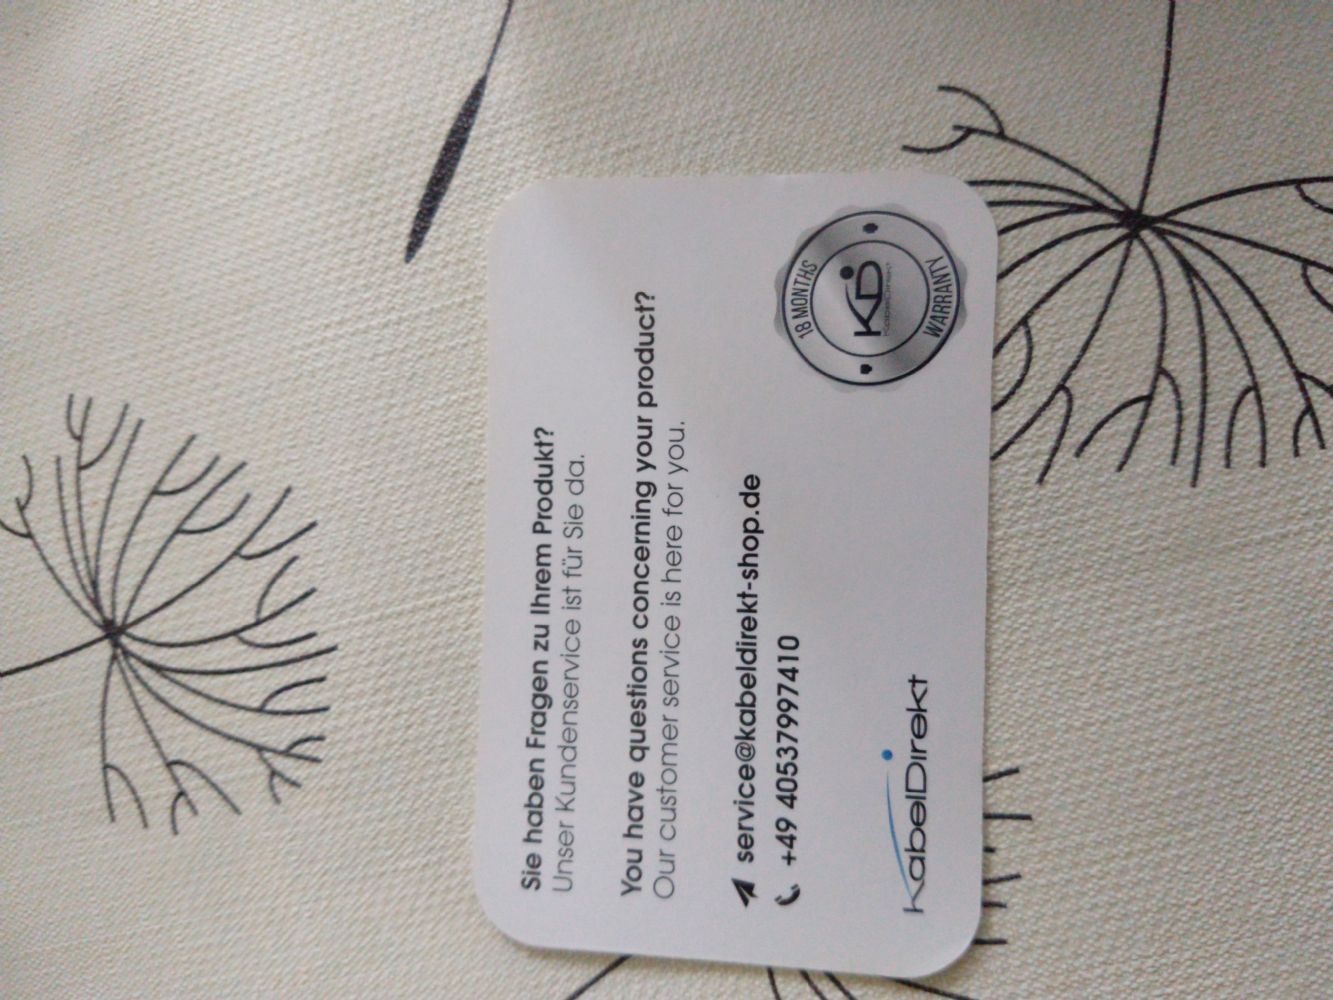 Sie haben Fragen zu Ihrem Produkt?
Unser Kundenservice ist für Sie da.
You have questions concerning your product?
Our customer service is here for you.
service@kabeldirekt-shop.de
+49 40537997410
KabelDirekt
18 MONTHS
KD
KabelDirekt
WARRANTY